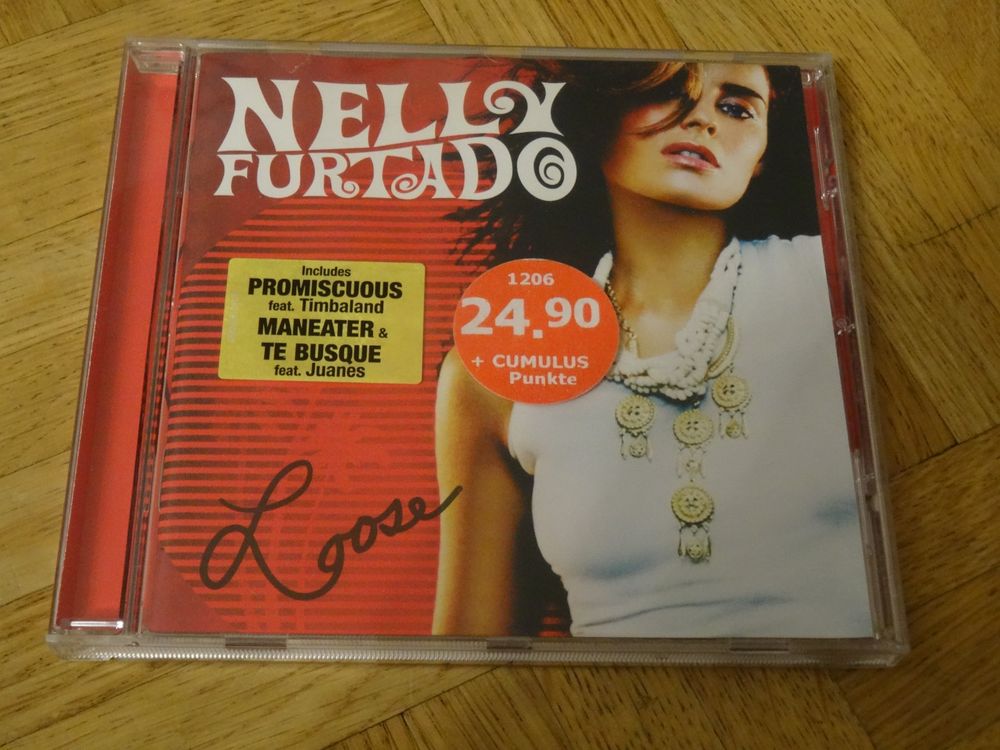 NELLY
FURTADO
Includes
PROMISCUOUS
feat. Timbaland
MANEATER &
TE BUSQUE
feat. Juanes
1206
24.90
+ CUMULUS
Punkte
Loose